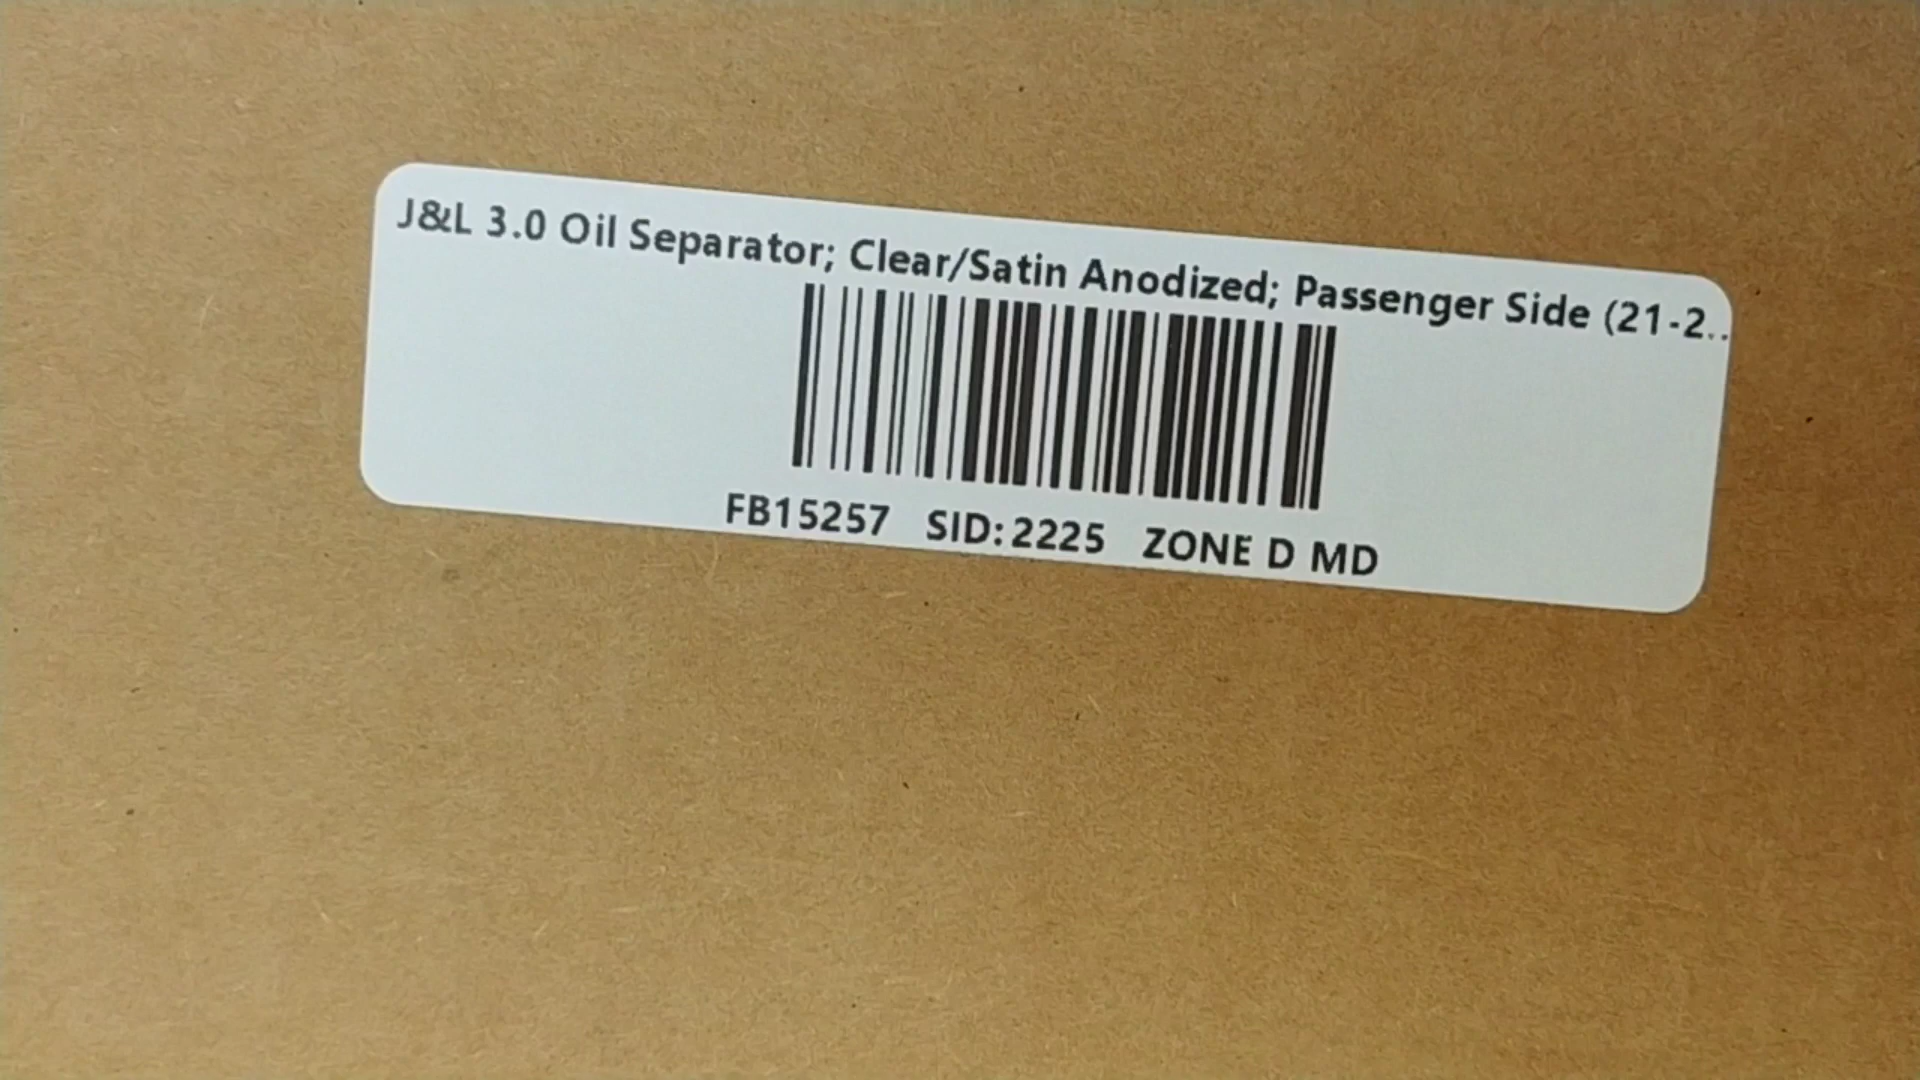 J&L 3.0 Oil Separator; Clear/Satin Anodized; Passenger Side (21-2..
FB15257 SID:2225 ZONE D MD